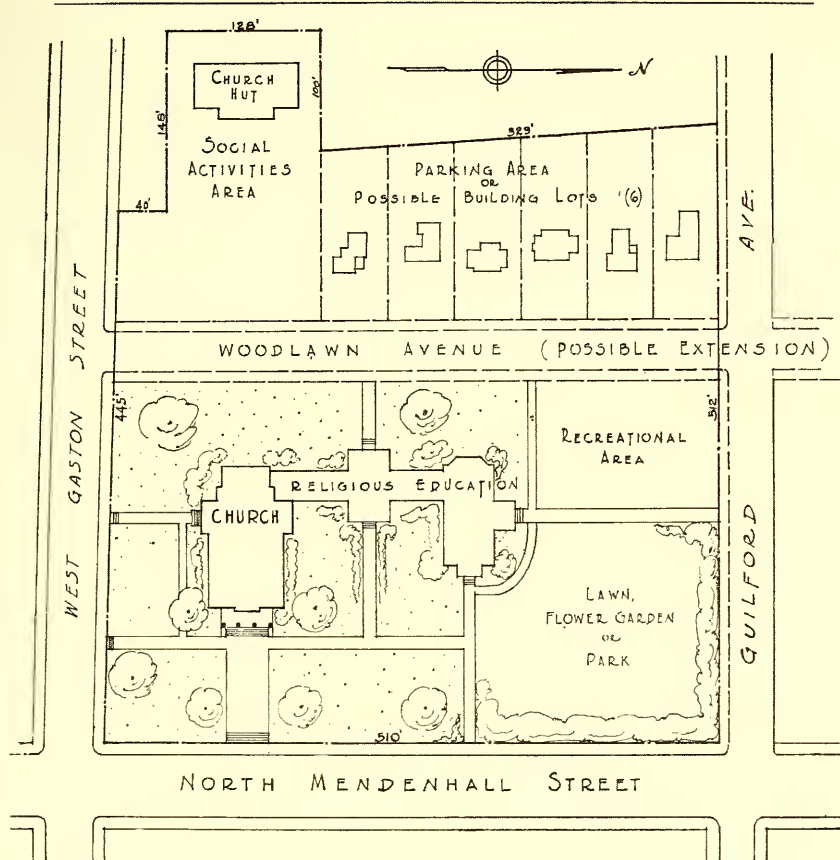 128'
CHURCH
HUT
100'
N
148'
SOCIAL
ACTIVITIES
AREA
329'
PARKING AREA
OR
POSSIBLE BUILDING LOTS (6)
40'
WEST GASTON STREET
GUILFORD AVE.
WOODLAWN AVENUE (POSSIBLE EXTENSION)
445'
512'
RECREATIONAL
AREA
RELIGIOUS EDUCATION
CHURCH
LAWN,
FLOWER GARDEN
OR
PARK
510'
NORTH MENDENHALL STREET